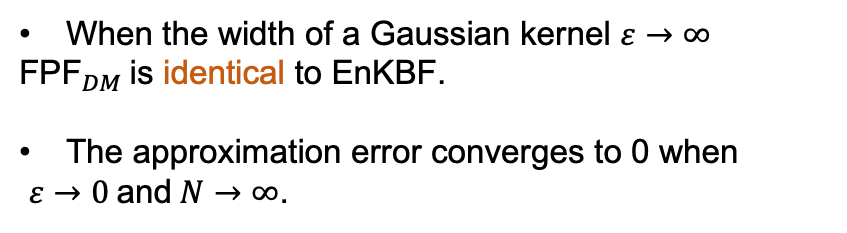 • When the width of a Gaussian kernel ε → ∞
FPF_DM is identical to EnKBF.
• The approximation error converges to 0 when
ε → 0 and N → ∞.